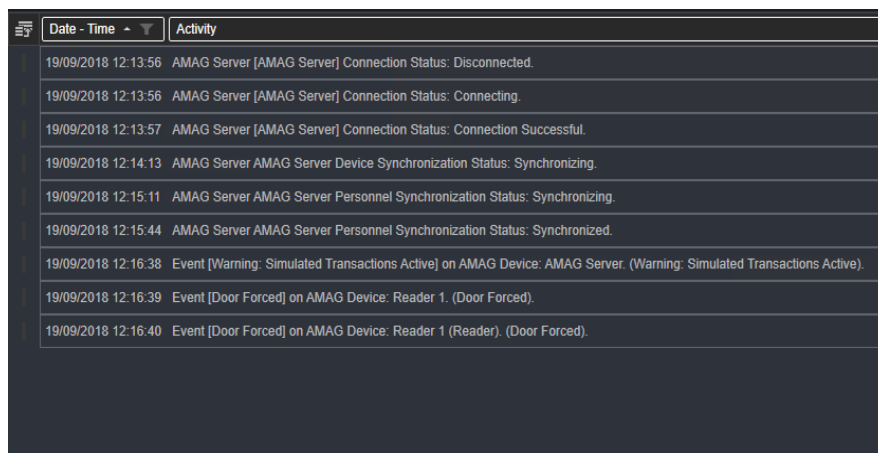 Date - Time Activity
19/09/2018 12:13:56 AMAG Server [AMAG Server] Connection Status: Disconnected.
19/09/2018 12:13:56 AMAG Server [AMAG Server] Connection Status: Connecting.
19/09/2018 12:13:57 AMAG Server [AMAG Server] Connection Status: Connection Successful.
19/09/2018 12:14:13 AMAG Server AMAG Server Device Synchronization Status: Synchronizing.
19/09/2018 12:15:11 AMAG Server AMAG Server Personnel Synchronization Status: Synchronizing.
19/09/2018 12:15:44 AMAG Server AMAG Server Personnel Synchronization Status: Synchronized.
19/09/2018 12:16:38 Event [Warning: Simulated Transactions Active] on AMAG Device: AMAG Server. (Warning: Simulated Transactions Active).
19/09/2018 12:16:39 Event [Door Forced] on AMAG Device: Reader 1. (Door Forced).
19/09/2018 12:16:40 Event [Door Forced] on AMAG Device: Reader 1 (Reader). (Door Forced).